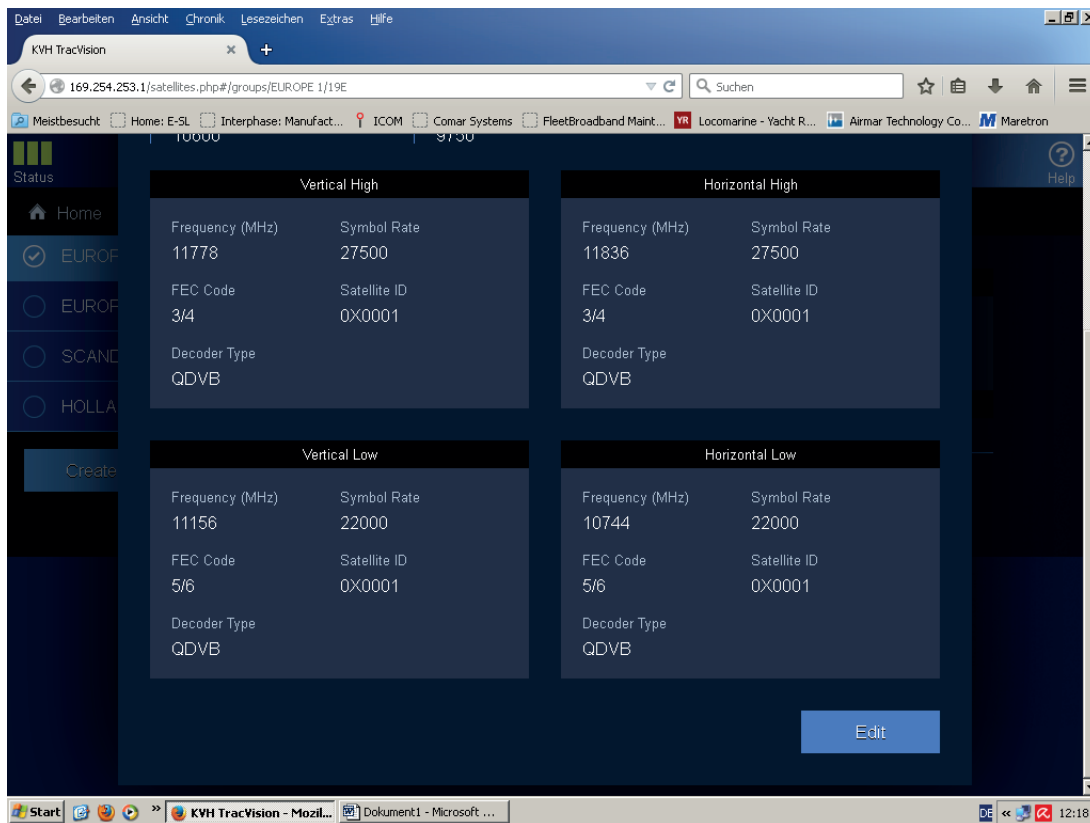 Datei Bearbeiten Ansicht Chronik Lesezeichen Extras Hilfe
KVH TracVision
169.254.253.1/satellites.php#/groups/EUROPE 1/19E
Suchen
Meistbesucht Home: E-SL Interphase: Manufact... ICOM Comar Systems FleetBroadband Maint... YR Locomarine - Yacht R... Airmar Technology Co... M Maretron
10600 9750
Status
Help
Home
EUROP
EUROP
SCAND
HOLLA
Create
Vertical High
Frequency (MHz) Symbol Rate
11778 27500
FEC Code Satellite ID
3/4 0X0001
Decoder Type
QDVB
Horizontal High
Frequency (MHz) Symbol Rate
11836 27500
FEC Code Satellite ID
3/4 0X0001
Decoder Type
QDVB
Vertical Low
Frequency (MHz) Symbol Rate
11156 22000
FEC Code Satellite ID
5/6 0X0001
Decoder Type
QDVB
Horizontal Low
Frequency (MHz) Symbol Rate
10744 22000
FEC Code Satellite ID
5/6 0X0001
Decoder Type
QDVB
Edit
Start » KVH TracVision - Mozil... Dokument1 - Microsoft ... DE « 12:18